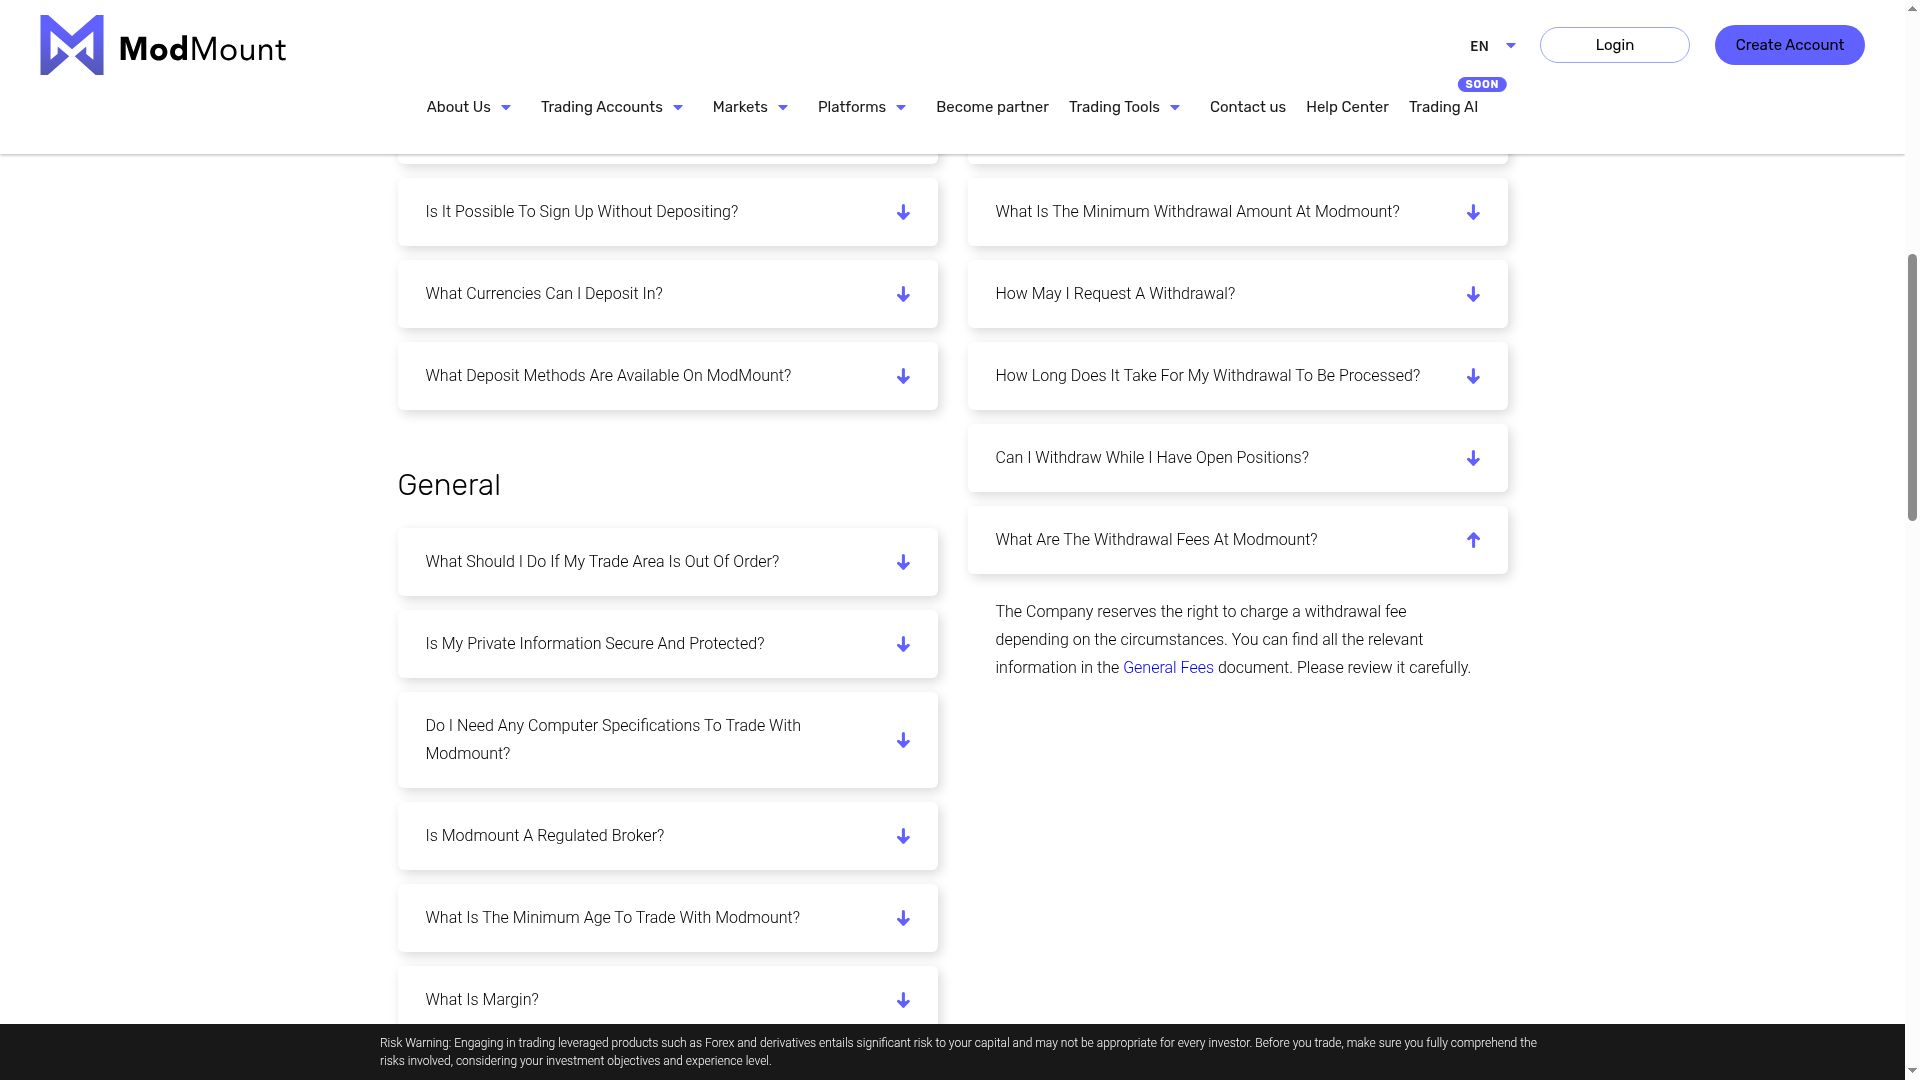 ModMount
EN
Login
Create Account
SOON
About Us
Trading Accounts
Markets
Platforms
Become partner
Trading Tools
Contact us
Help Center
Trading AI
Is It Possible To Sign Up Without Depositing?
What Currencies Can I Deposit In?
What Deposit Methods Are Available On ModMount?
General
What Should I Do If My Trade Area Is Out Of Order?
Is My Private Information Secure And Protected?
Do I Need Any Computer Specifications To Trade With
Modmount?
Is Modmount A Regulated Broker?
What Is The Minimum Age To Trade With Modmount?
What Is Margin?
What Is The Minimum Withdrawal Amount At Modmount?
How May I Request A Withdrawal?
How Long Does It Take For My Withdrawal To Be Processed?
Can I Withdraw While I Have Open Positions?
What Are The Withdrawal Fees At Modmount?
The Company reserves the right to charge a withdrawal fee
depending on the circumstances. You can find all the relevant
information in the General Fees document. Please review it carefully.
Risk Warning: Engaging in trading leveraged products such as Forex and derivatives entails significant risk to your capital and may not be appropriate for every investor. Before you trade, make sure you fully comprehend the
risks involved, considering your investment objectives and experience level.